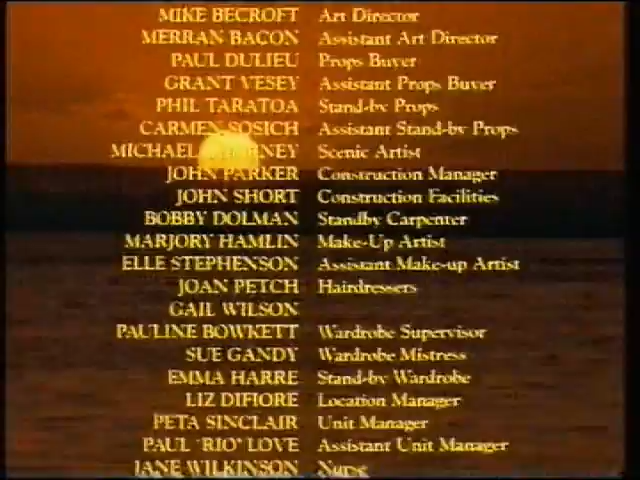 MIKE BECROFT Art Director
MERRAN BACON Assistant Art Director
PAUL DULIEU Props Buyer
GRANT VESEY Assistant Props Buyer
PHIL TARATOA Stand-by Props
CARMEN SOSICH Assistant Stand-by Props
MICHAEL Scenic Artist
JOHN PARKER Construction Manager
JOHN SHORT Construction Facilities
BOBBY DOLMAN Standby Carpenter
MARJORY HAMLIN Make-Up Artist
ELLE STEPHENSON Assistant Make-up Artist
JOAN PETCH Hairdressers
GAIL WILSON
PAULINE BOWKETT Wardrobe Supervisor
SUE GANDY Wardrobe Mistress
EMMA HARRE Stand-by Wardrobe
LIZ DIFIORE Location Manager
PETA SINCLAIR Unit Manager
PAUL 'RIO' LOVE Assistant Unit Manager
JANE WILKINSON Nurse